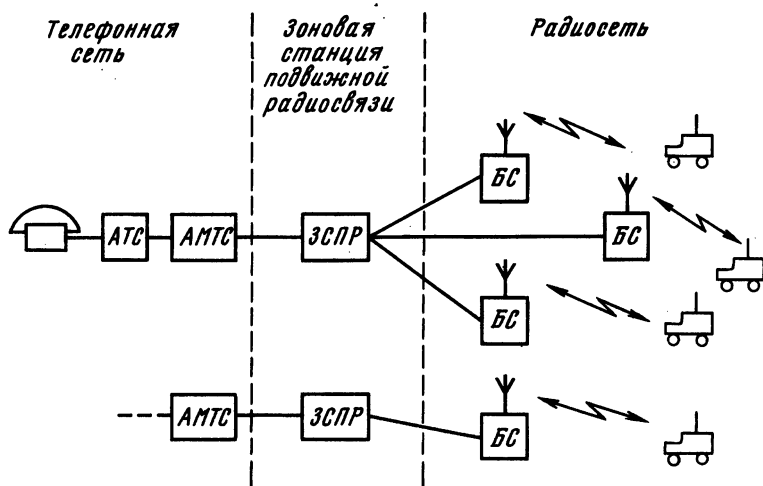 Телефонная
сеть
Зоновая
станция
подвижной
радиосвязи
Радиосеть
БС
АТС
АМТС
ЗСПР
БС
БС
АМТС
ЗСПР
БС